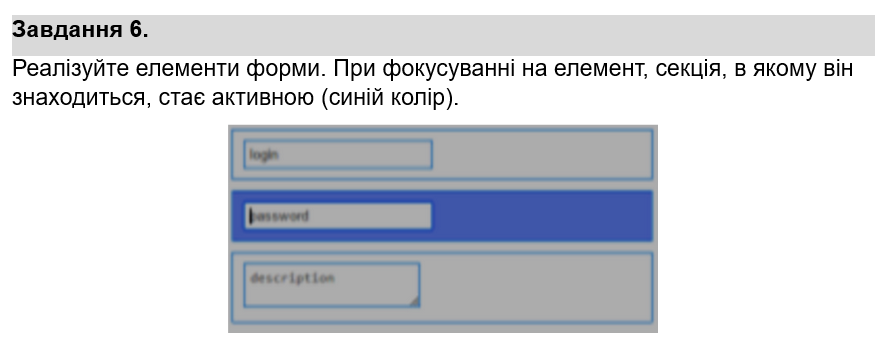 Завдання 6.
Реалізуйте елементи форми. При фокусуванні на елемент, секція, в якому він
знаходиться, стає активною (синій колір).
login
password
description